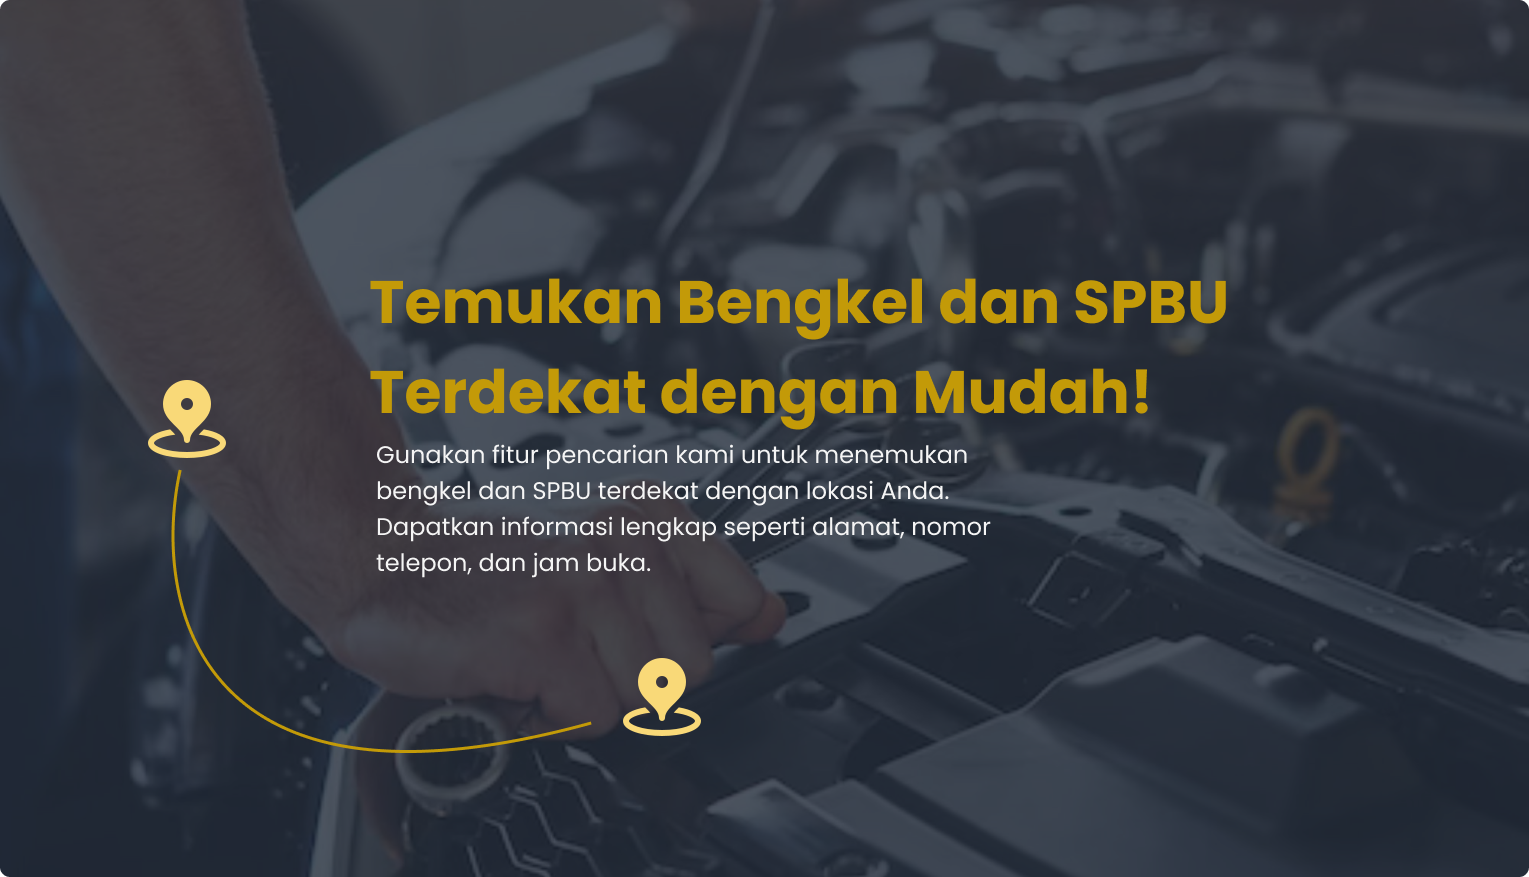 Temukan Bengkel dan SPBU
Terdekat dengan Mudah!
Gunakan fitur pencarian kami untuk menemukan
bengkel dan SPBU terdekat dengan lokasi Anda.
Dapatkan informasi lengkap seperti alamat, nomor
telepon, dan jam buka.